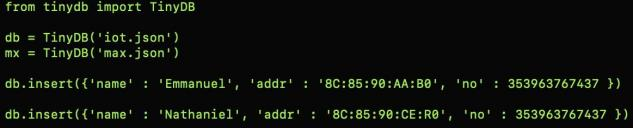 from tinydb import TinyDB
db = TinyDB('iot.json')
mx = TinyDB('max.json')
db.insert({'name' : 'Emmanuel', 'addr' : '8C:85:90:AA:B0', 'no' : 353963767437 })
db.insert({'name' : 'Nathaniel', 'addr' : '8C:85:90:CE:R0', 'no' : 353963767437 })